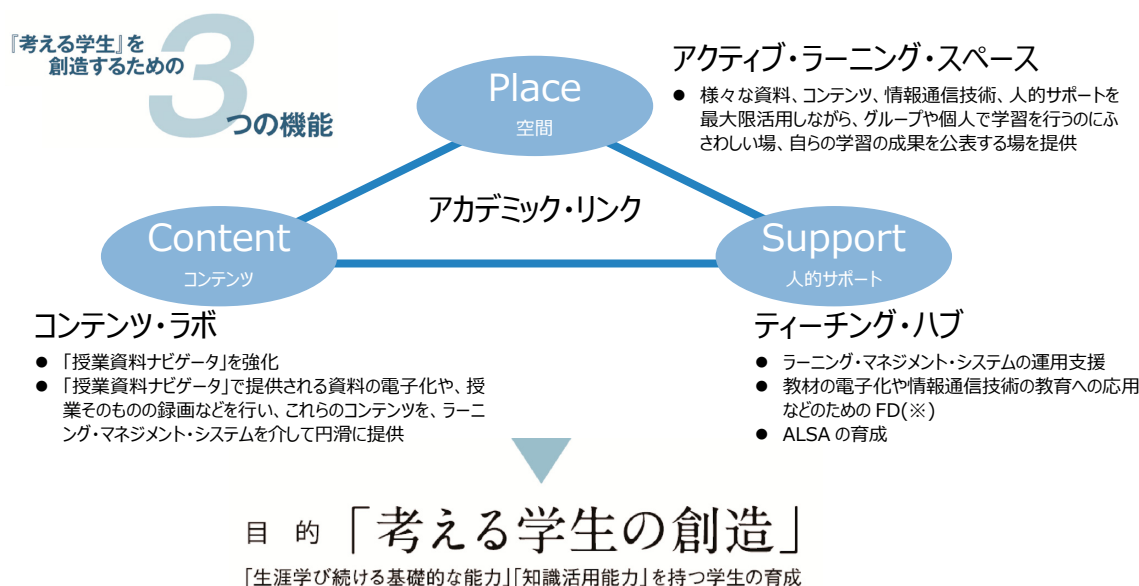 『考える学生』を
創造するための
3
つの機能
Place
空間
アクティブ・ラーニング・スペース
● 様々な資料、コンテンツ、情報通信技術、人的サポートを
最大限活用しながら、グループや個人で学習を行うのにふ
さわしい場、自らの学習の成果を公表する場を提供
アカデミック・リンク
Content
コンテンツ
Support
人的サポート
コンテンツ・ラボ
● 「授業資料ナビゲータ」を強化
● 「授業資料ナビゲータ」で提供される資料の電子化や、授
業そのものの録画などを行い、これらのコンテンツを、ラーニ
ング・マネジメント・システムを介して円滑に提供
ティーチング・ハブ
● ラーニング・マネジメント・システムの運用支援
● 教材の電子化や情報通信技術の教育への応用
などのための FD(※)
● ALSA の育成
目 的 「考える学生の創造」
「生涯学び続ける基礎的な能力」「知識活用能力」を持つ学生の育成